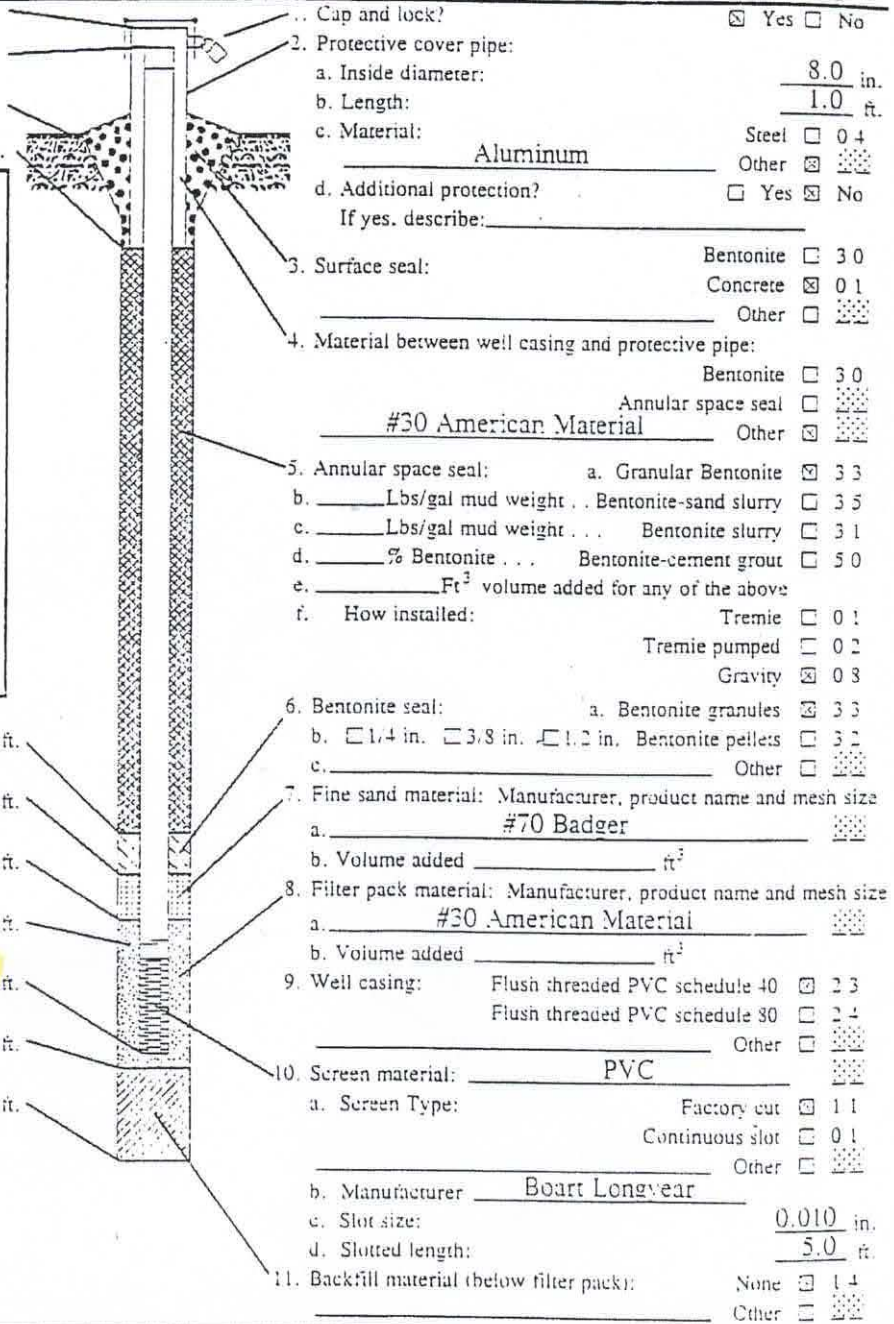 1. Cap and lock? ☒ Yes ☐ No
2. Protective cover pipe:
a. Inside diameter: 8.0 in.
b. Length: 1.0 ft.
c. Material: Steel ☐ 0 4
Aluminum Other ☒
d. Additional protection? ☐ Yes ☒ No
If yes, describe:
3. Surface seal: Bentonite ☐ 3 0
Concrete ☒ 0 1
Other ☐
4. Material between well casing and protective pipe:
Bentonite ☐ 3 0
Annular space seal ☐
#30 American Material Other ☒
5. Annular space seal: a. Granular Bentonite ☒ 3 3
b. ____Lbs/gal mud weight . . Bentonite-sand slurry ☐ 3 5
c. ____Lbs/gal mud weight . . . Bentonite slurry ☐ 3 1
d. ____% Bentonite . . . Bentonite-cement grout ☐ 5 0
e. ____Ft³ volume added for any of the above
f. How installed: Tremie ☐ 0 1
Tremie pumped ☐ 0 2
Gravity ☒ 0 8
6. Bentonite seal: a. Bentonite granules ☒ 3 3
ft. b. ☐ 1/4 in. ☐ 3/8 in. ☐ 1/2 in. Bentonite pellets ☐ 3 2
c. ____ Other ☐
ft. 7. Fine sand material: Manufacturer, product name and mesh size
a. #70 Badger
ft. b. Volume added ____ ft³
8. Filter pack material: Manufacturer, product name and mesh size
ft. a. #30 American Material
b. Volume added ____ ft³
ft. 9. Well casing: Flush threaded PVC schedule 40 ☒ 2 3
Flush threaded PVC schedule 80 ☐ 2 4
ft. Other ☐
10. Screen material: PVC
ft. a. Screen Type: Factory cut ☒ 1 1
Continuous slot ☐ 0 1
Other ☐
b. Manufacturer Boart Longyear
c. Slot size: 0.010 in.
d. Slotted length: 5.0 ft.
11. Backfill material (below filter pack): None ☒ 1 4
Other ☐